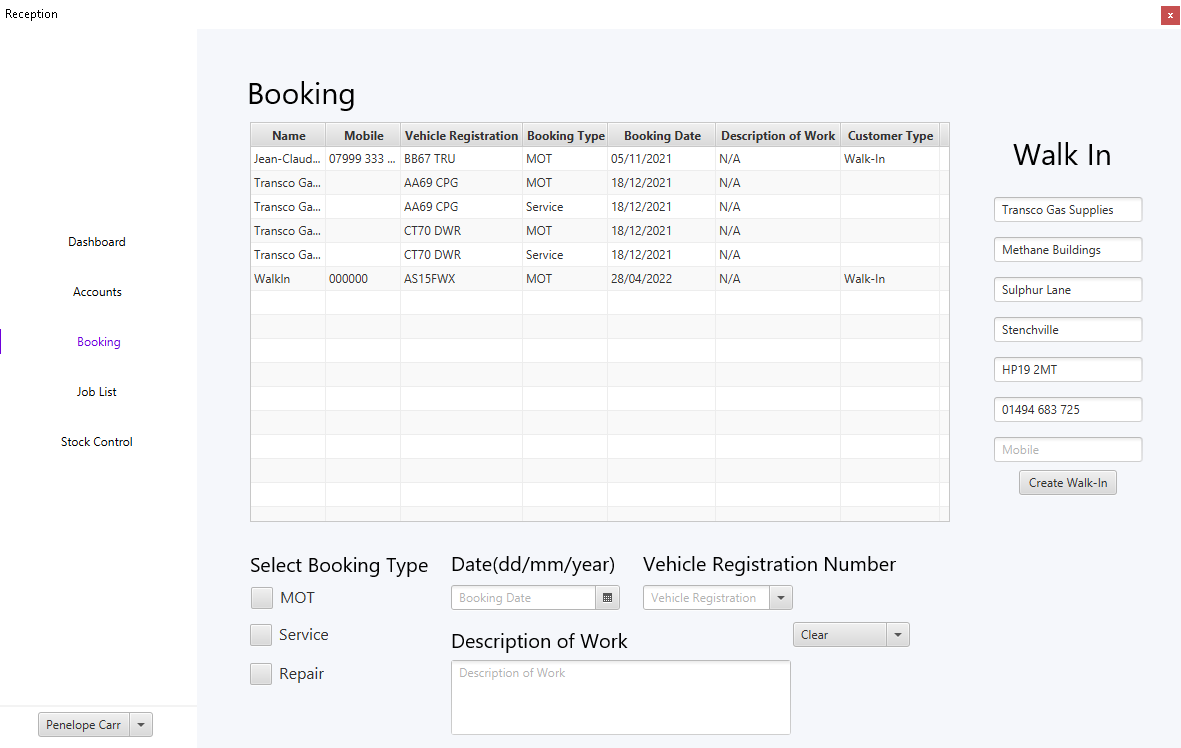 Reception
x
Dashboard
Accounts
Booking
Job List
Stock Control
Penelope Carr
Booking
Name Mobile Vehicle Registration Booking Type Booking Date Description of Work Customer Type
Jean-Claud... 07999 333 ... BB67 TRU MOT 05/11/2021 N/A Walk-In
Transco Ga... AA69 CPG MOT 18/12/2021 N/A
Transco Ga... AA69 CPG Service 18/12/2021 N/A
Transco Ga... CT70 DWR MOT 18/12/2021 N/A
Transco Ga... CT70 DWR Service 18/12/2021 N/A
WalkIn 000000 AS15FWX MOT 28/04/2022 N/A Walk-In
Walk In
Transco Gas Supplies
Methane Buildings
Sulphur Lane
Stenchville
HP19 2MT
01494 683 725
Mobile
Create Walk-In
Select Booking Type
MOT
Service
Repair
Date(dd/mm/year)
Booking Date
Vehicle Registration Number
Vehicle Registration
Clear
Description of Work
Description of Work